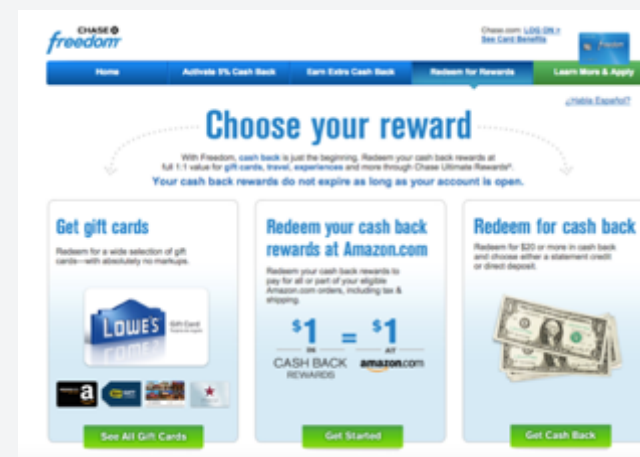 CHASE
freedom
Chase.com: LOG ON »
See Card Benefits
Home
Activate 5% Cash Back
Earn Extra Cash Back
Redeem for Rewards
Learn More & Apply
¿Habla Español?
Choose your reward
With Freedom, cash back is just the beginning. Redeem your cash back rewards at
full 1:1 value for gift cards, travel, experiences and more through Chase Ultimate Rewards®.
Your cash back rewards do not expire as long as your account is open.
Get gift cards
Redeem for a wide selection of gift
cards—with absolutely no markups.
LOWE'S
Gift Card
a
See All Gift Cards
Redeem your cash back
rewards at Amazon.com
Redeem your cash back rewards to
pay for all or part of your eligible
Amazon.com orders, including tax &
shipping.
$1 = $1
IN
CASH BACK
REWARDS
AT
amazon.com
Get Started
Redeem for cash back
Redeem for $20 or more in cash back
and choose either a statement credit
or direct deposit.
Get Cash Back